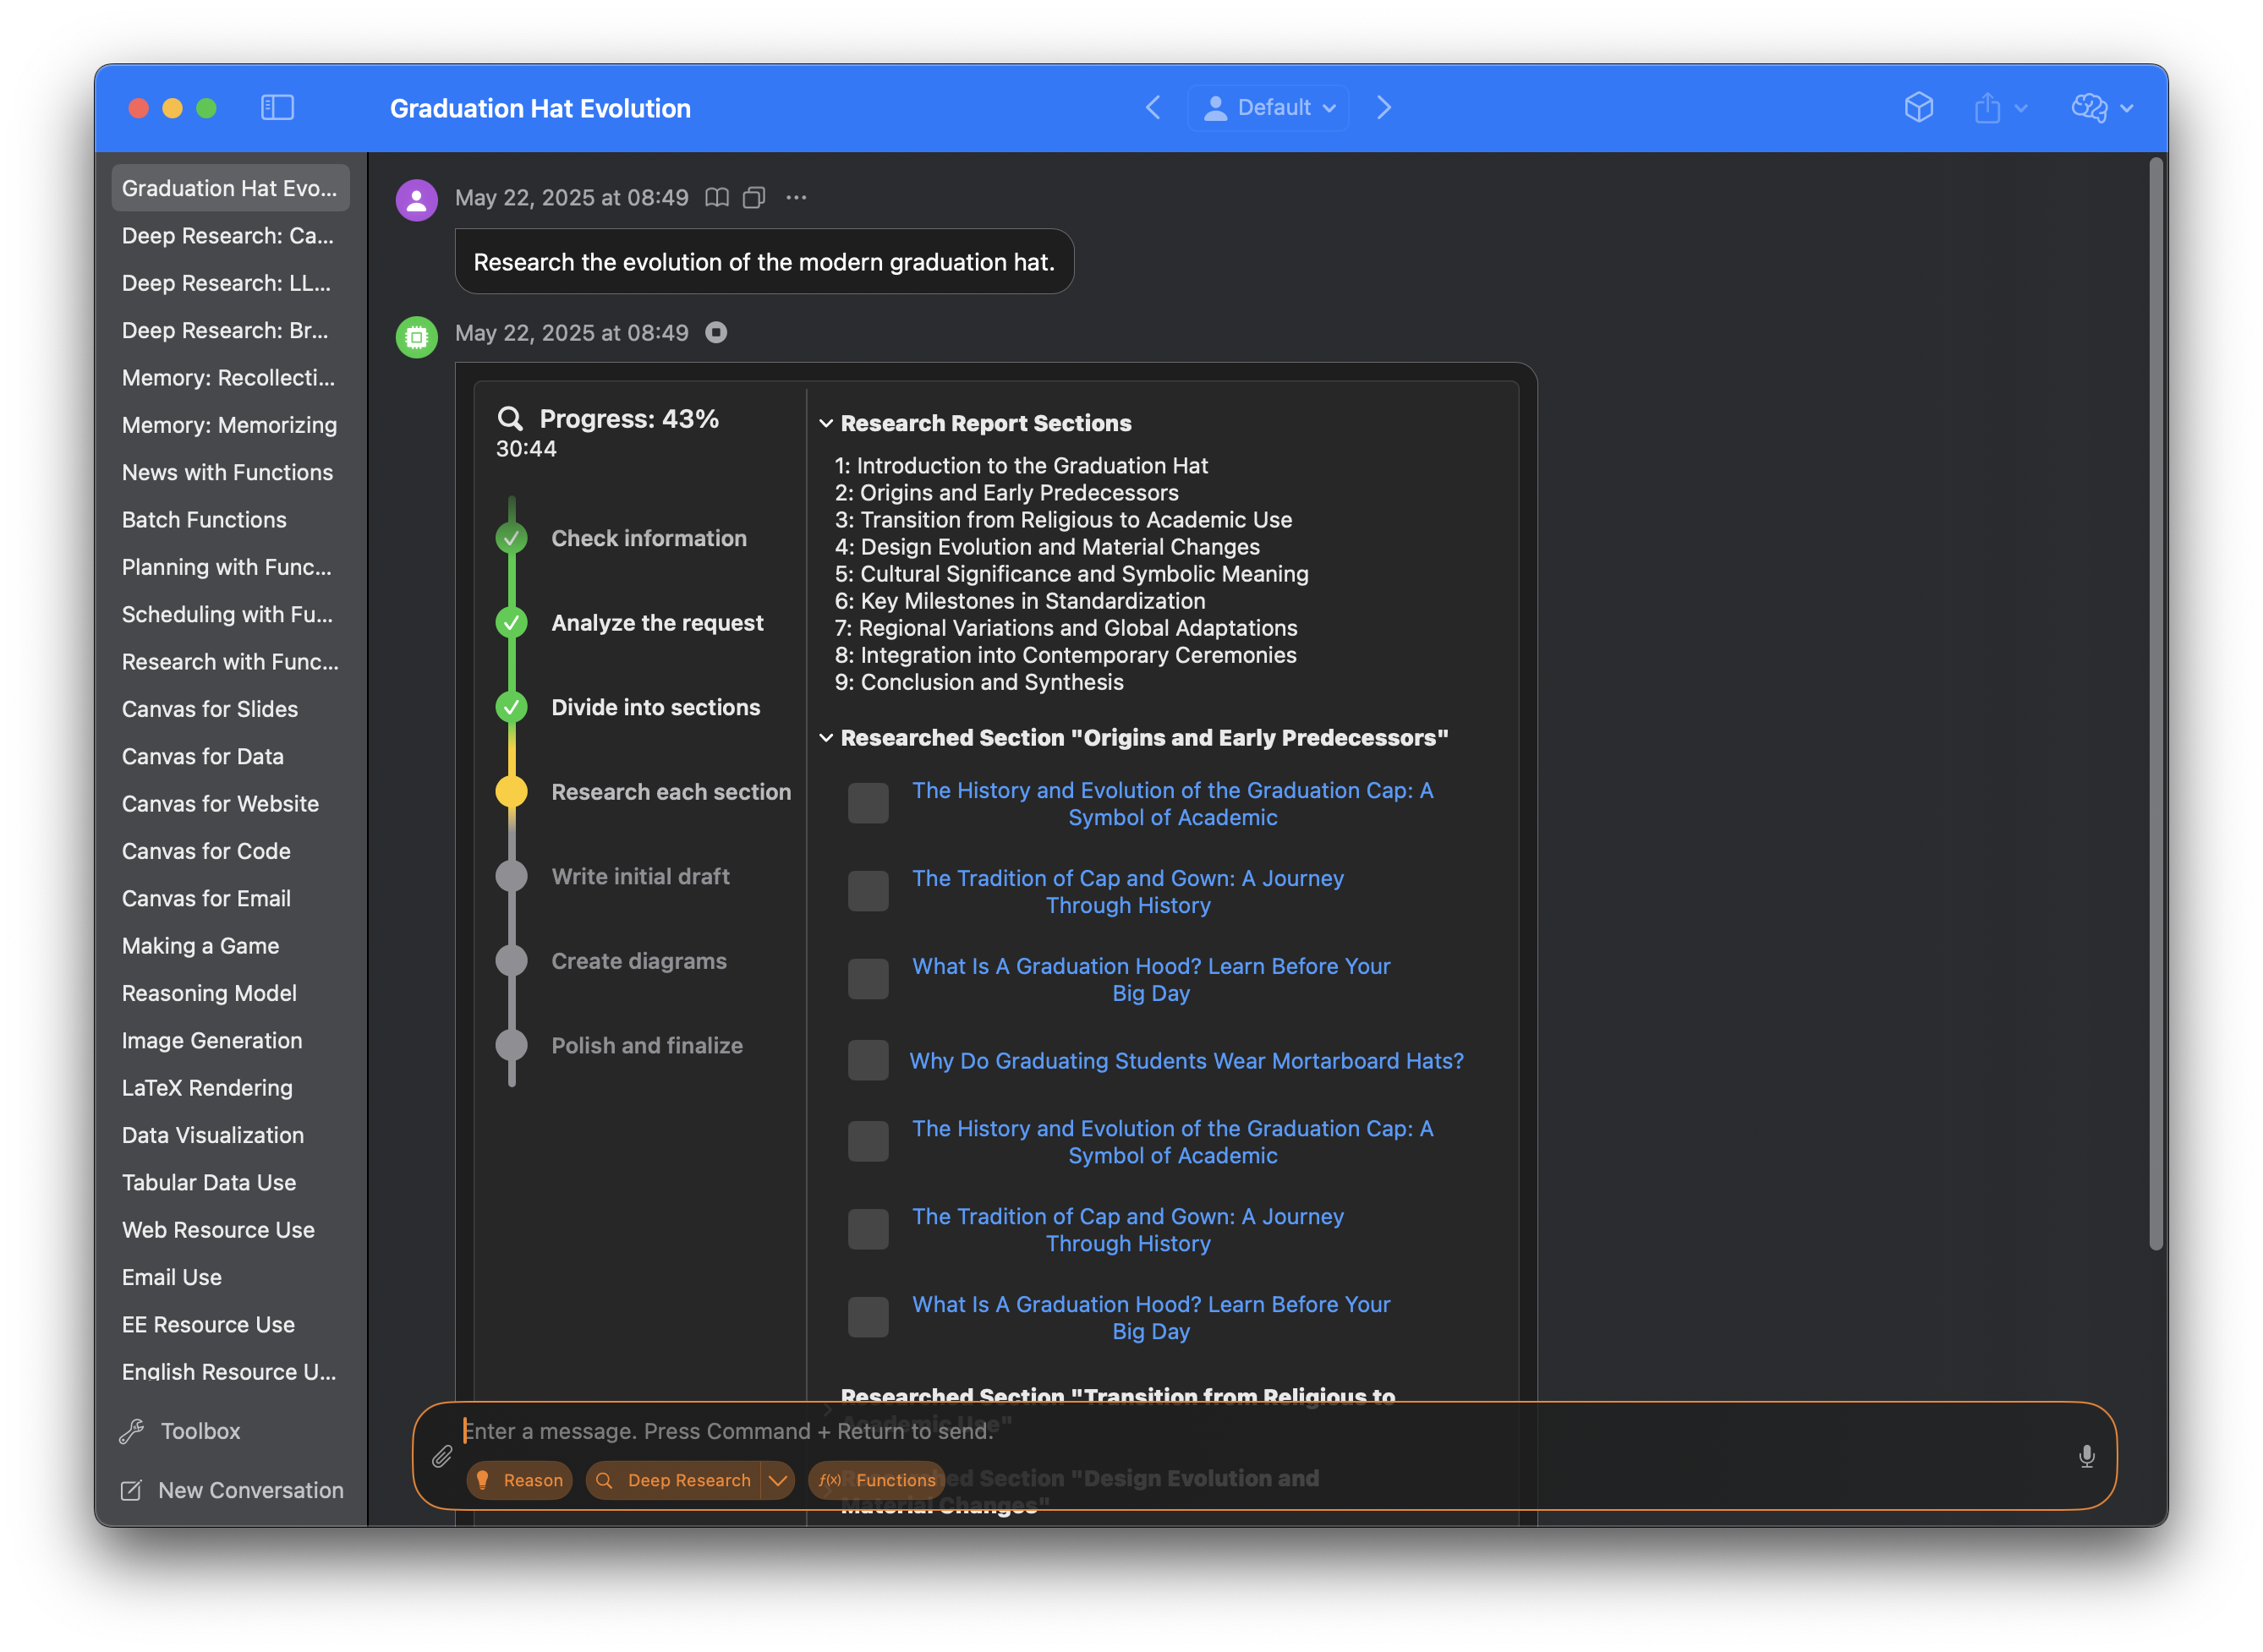 Graduation Hat Evolution
Default
Graduation Hat Evo...
Deep Research: Ca...
Deep Research: LL...
Deep Research: Br...
Memory: Recollecti...
Memory: Memorizing
News with Functions
Batch Functions
Planning with Func...
Scheduling with Fu...
Research with Func...
Canvas for Slides
Canvas for Data
Canvas for Website
Canvas for Code
Canvas for Email
Making a Game
Reasoning Model
Image Generation
LaTeX Rendering
Data Visualization
Tabular Data Use
Web Resource Use
Email Use
EE Resource Use
English Resource U...
Toolbox
New Conversation
May 22, 2025 at 08:49
Research the evolution of the modern graduation hat.
May 22, 2025 at 08:49
Progress: 43%
30:44
Check information
Analyze the request
Divide into sections
Research each section
Write initial draft
Create diagrams
Polish and finalize
Research Report Sections
1: Introduction to the Graduation Hat
2: Origins and Early Predecessors
3: Transition from Religious to Academic Use
4: Design Evolution and Material Changes
5: Cultural Significance and Symbolic Meaning
6: Key Milestones in Standardization
7: Regional Variations and Global Adaptations
8: Integration into Contemporary Ceremonies
9: Conclusion and Synthesis
Researched Section "Origins and Early Predecessors"
The History and Evolution of the Graduation Cap: A
Symbol of Academic
The Tradition of Cap and Gown: A Journey
Through History
What Is A Graduation Hood? Learn Before Your
Big Day
Why Do Graduating Students Wear Mortarboard Hats?
The History and Evolution of the Graduation Cap: A
Symbol of Academic
The Tradition of Cap and Gown: A Journey
Through History
What Is A Graduation Hood? Learn Before Your
Big Day
Researched Section "Transition from Religious to
Academic Use"
Researched Section "Design Evolution and
Material Changes"
Enter a message. Press Command + Return to send.
Reason
Deep Research
f(x) Functions